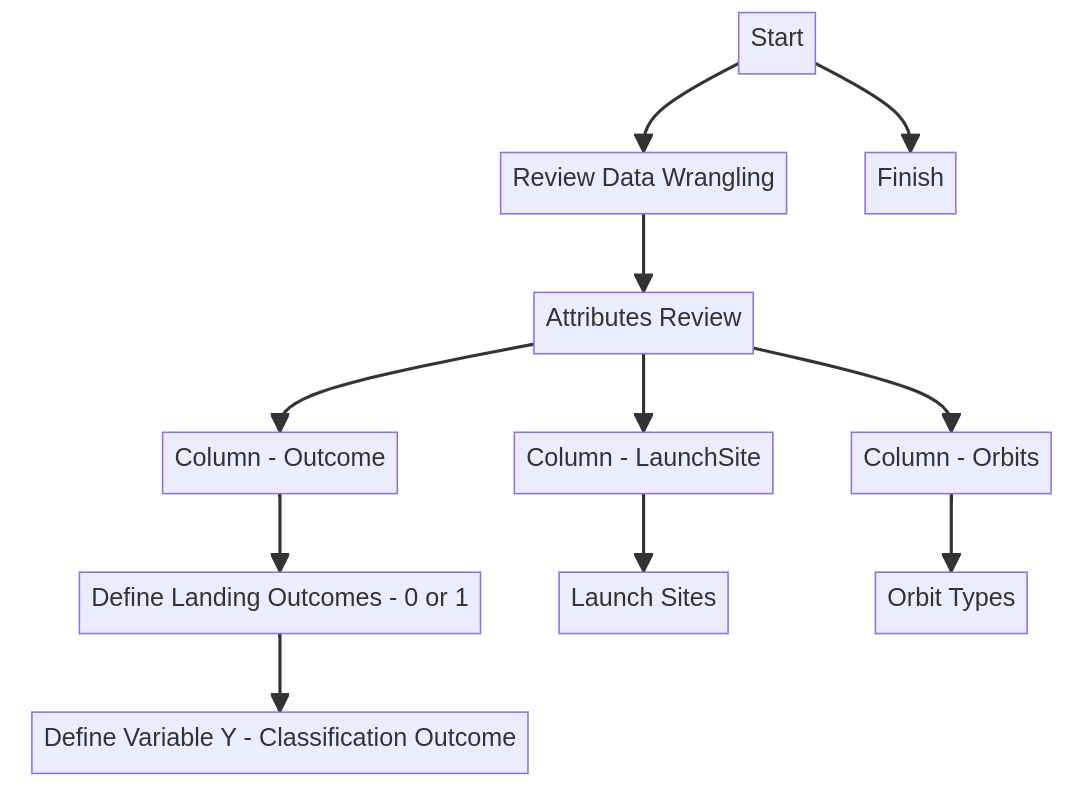 Start
Review Data Wrangling
Finish
Attributes Review
Column - Outcome
Column - LaunchSite
Column - Orbits
Define Landing Outcomes - 0 or 1
Launch Sites
Orbit Types
Define Variable Y - Classification Outcome